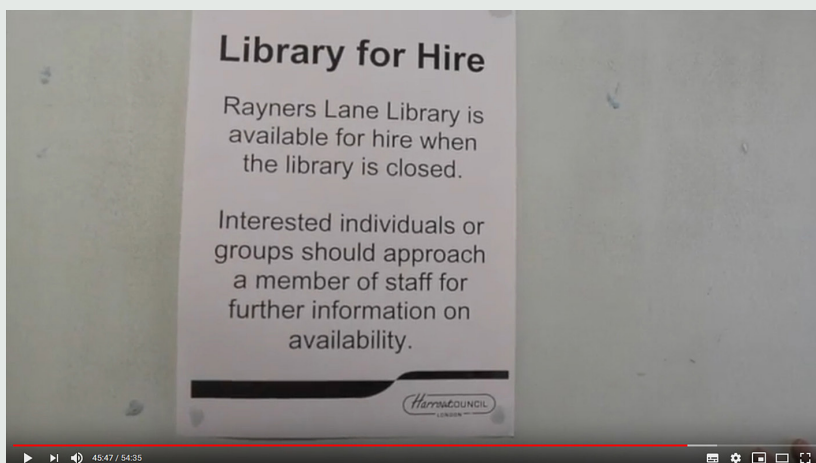 Library for Hire
Rayners Lane Library is
available for hire when
the library is closed.
Interested individuals or
groups should approach
a member of staff for
further information on
availability.
HarrowCOUNCIL
LONDON
45:47 / 54:35